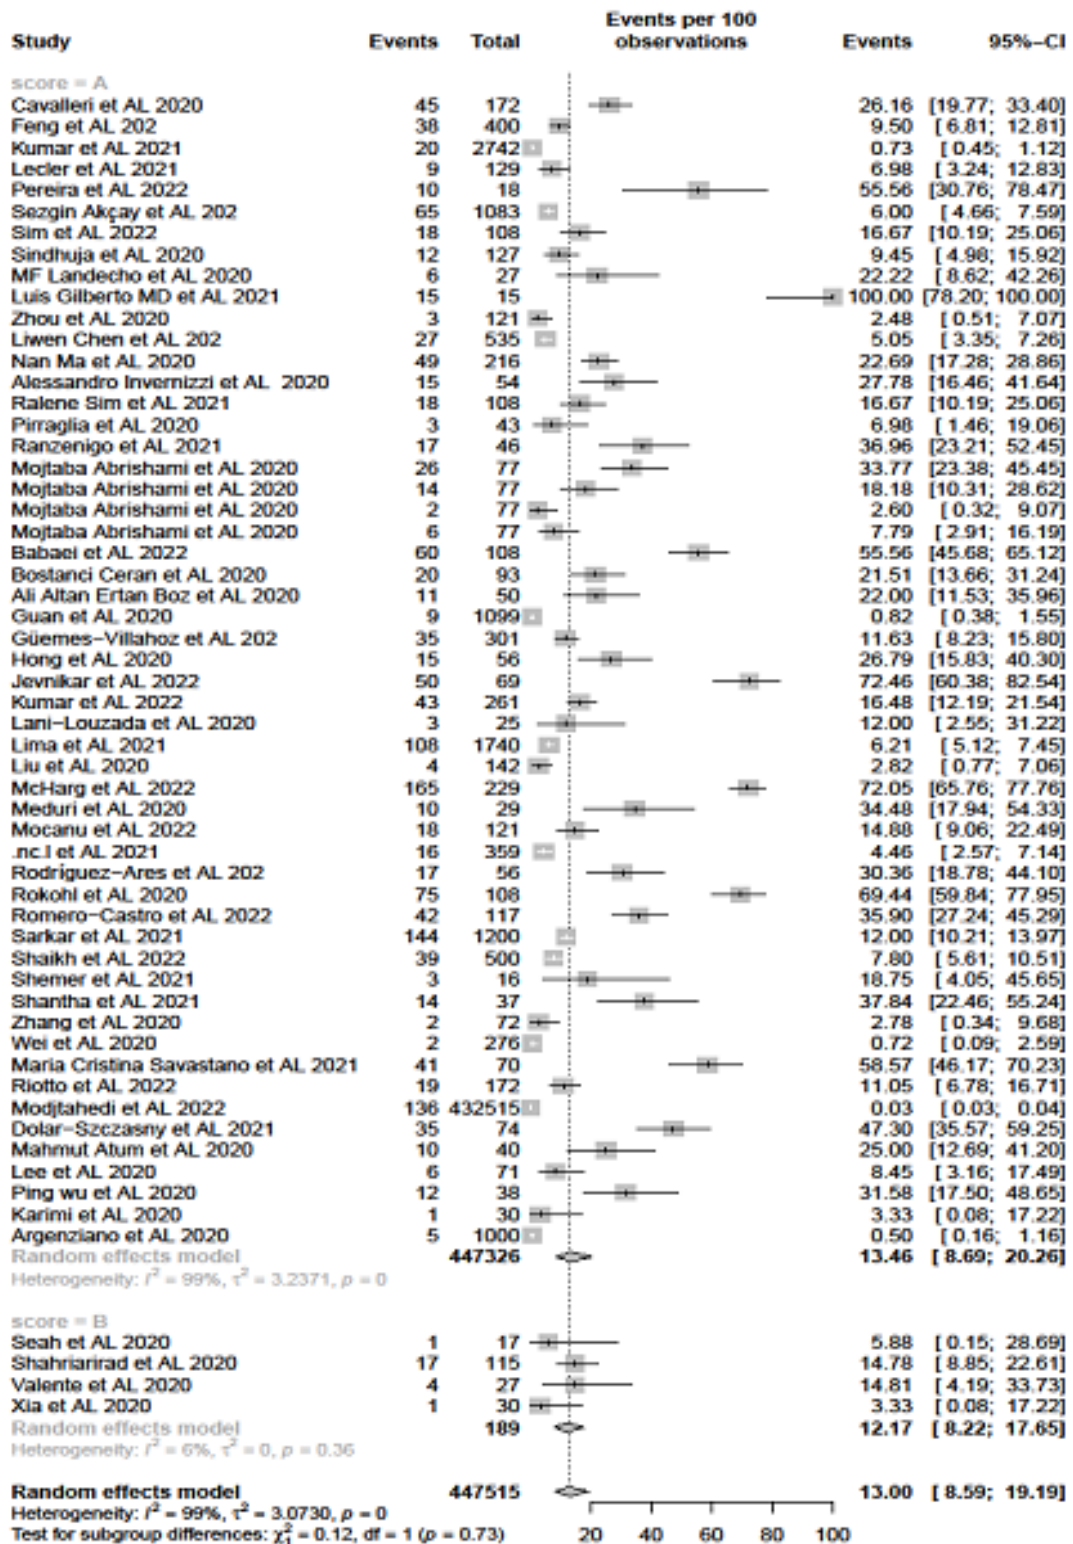 Events per 100
Study Events Total observations Events 95%−CI
score = A
Cavalleri et AL 2020 45 172 26.16 [19.77; 33.40]
Feng et AL 202 38 400 9.50 [ 6.81; 12.81]
Kumar et AL 2021 20 2742 0.73 [ 0.45; 1.12]
Lecler et AL 2021 9 129 6.98 [ 3.24; 12.83]
Pereira et AL 2022 10 18 55.56 [30.76; 78.47]
Sezgin Akçay et AL 202 65 1083 6.00 [ 4.66; 7.59]
Sim et AL 2022 18 108 16.67 [10.19; 25.06]
Sindhuja et AL 2020 12 127 9.45 [ 4.98; 15.92]
MF Landecho et AL 2020 6 27 22.22 [ 8.62; 42.26]
Luis Gilberto MD et AL 2021 15 15 100.00 [78.20; 100.00]
Zhou et AL 2020 3 121 2.48 [ 0.51; 7.07]
Liwen Chen et AL 202 27 535 5.05 [ 3.35; 7.26]
Nan Ma et AL 2020 49 216 22.69 [17.28; 28.86]
Alessandro Invernizzi et AL 2020 15 54 27.78 [16.46; 41.64]
Ralene Sim et AL 2021 18 108 16.67 [10.19; 25.06]
Pirraglia et AL 2020 3 43 6.98 [ 1.46; 19.06]
Ranzenigo et AL 2021 17 46 36.96 [23.21; 52.45]
Mojtaba Abrishami et AL 2020 26 77 33.77 [23.38; 45.45]
Mojtaba Abrishami et AL 2020 14 77 18.18 [10.31; 28.62]
Mojtaba Abrishami et AL 2020 2 77 2.60 [ 0.32; 9.07]
Mojtaba Abrishami et AL 2020 6 77 7.79 [ 2.91; 16.19]
Babaei et AL 2022 60 108 55.56 [45.68; 65.12]
Bostanci Ceran et AL 2020 20 93 21.51 [13.66; 31.24]
Ali Altan Ertan Boz et AL 2020 11 50 22.00 [11.53; 35.96]
Guan et AL 2020 9 1099 0.82 [ 0.38; 1.55]
Güemes−Villahoz et AL 202 35 301 11.63 [ 8.23; 15.80]
Hong et AL 2020 15 56 26.79 [15.83; 40.30]
Jevnikar et AL 2022 50 69 72.46 [60.38; 82.54]
Kumar et AL 2022 43 261 16.48 [12.19; 21.54]
Lani−Louzada et AL 2020 3 25 12.00 [ 2.55; 31.22]
Lima et AL 2021 108 1740 6.21 [ 5.12; 7.45]
Liu et AL 2020 4 142 2.82 [ 0.77; 7.06]
McHarg et AL 2022 165 229 72.05 [65.76; 77.76]
Meduri et AL 2020 10 29 34.48 [17.94; 54.33]
Mocanu et AL 2022 18 121 14.88 [ 9.06; 22.49]
.nc.l et AL 2021 16 359 4.46 [ 2.57; 7.14]
Rodríguez−Ares et AL 202 17 56 30.36 [18.78; 44.10]
Rokohl et AL 2020 75 108 69.44 [59.84; 77.95]
Romero−Castro et AL 2022 42 117 35.90 [27.24; 45.29]
Sarkar et AL 2021 144 1200 12.00 [10.21; 13.97]
Shaikh et AL 2022 39 500 7.80 [ 5.61; 10.51]
Shemer et AL 2021 3 16 18.75 [ 4.05; 45.65]
Shantha et AL 2021 14 37 37.84 [22.46; 55.24]
Zhang et AL 2020 2 72 2.78 [ 0.34; 9.68]
Wei et AL 2020 2 276 0.72 [ 0.09; 2.59]
Maria Cristina Savastano et AL 2021 41 70 58.57 [46.17; 70.23]
Riotto et AL 2022 19 172 11.05 [ 6.78; 16.71]
Modjtahedi et AL 2022 136 432515 0.03 [ 0.03; 0.04]
Dolar−Szczasny et AL 2021 35 74 47.30 [35.57; 59.25]
Mahmut Atum et AL 2020 10 40 25.00 [12.69; 41.20]
Lee et AL 2020 6 71 8.45 [ 3.16; 17.49]
Ping wu et AL 2020 12 38 31.58 [17.50; 48.65]
Karimi et AL 2020 1 30 3.33 [ 0.08; 17.22]
Argenziano et AL 2020 5 1000 0.50 [ 0.16; 1.16]
Random effects model 447326 13.46 [ 8.69; 20.26]
Heterogeneity: I² = 99%, τ² = 3.2371, p = 0
score = B
Seah et AL 2020 1 17 5.88 [ 0.15; 28.69]
Shahriarirad et AL 2020 17 115 14.78 [ 8.85; 22.61]
Valente et AL 2020 4 27 14.81 [ 4.19; 33.73]
Xia et AL 2020 1 30 3.33 [ 0.08; 17.22]
Random effects model 189 12.17 [ 8.22; 17.65]
Heterogeneity: I² = 6%, τ² = 0, p = 0.36
Random effects model 447515 13.00 [ 8.59; 19.19]
Heterogeneity: I² = 99%, τ² = 3.0730, p = 0
Test for subgroup differences: χ²₁ = 0.12, df = 1 (p = 0.73) 20 40 60 80 100